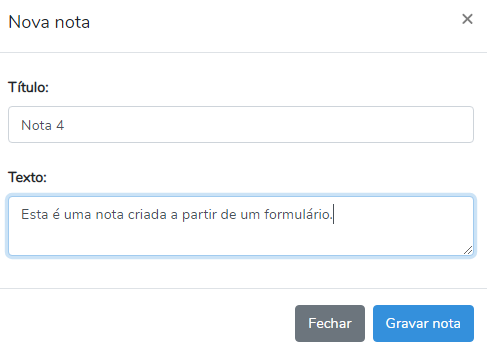 Nova nota
×
Título:
Nota 4
Texto:
Esta é uma nota criada a partir de um formulário.
Fechar
Gravar nota